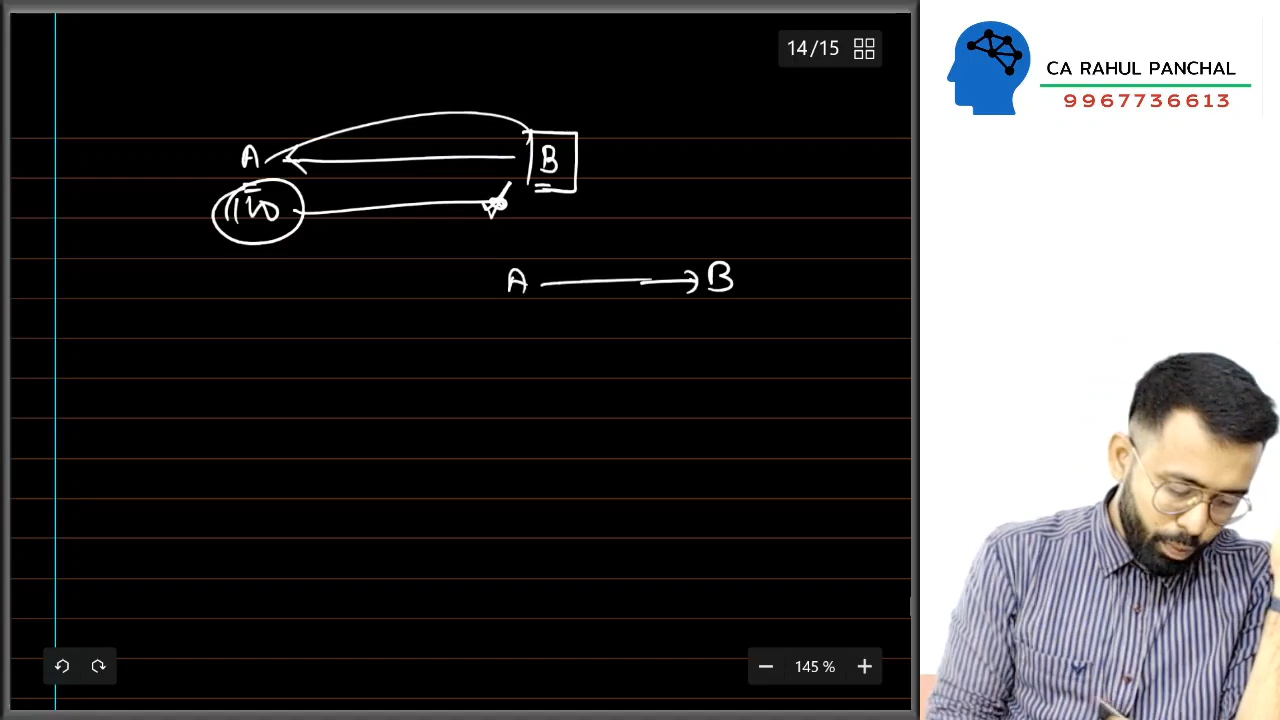 14/15
CA RAHUL PANCHAL
9967736613
A B
A B
145 %